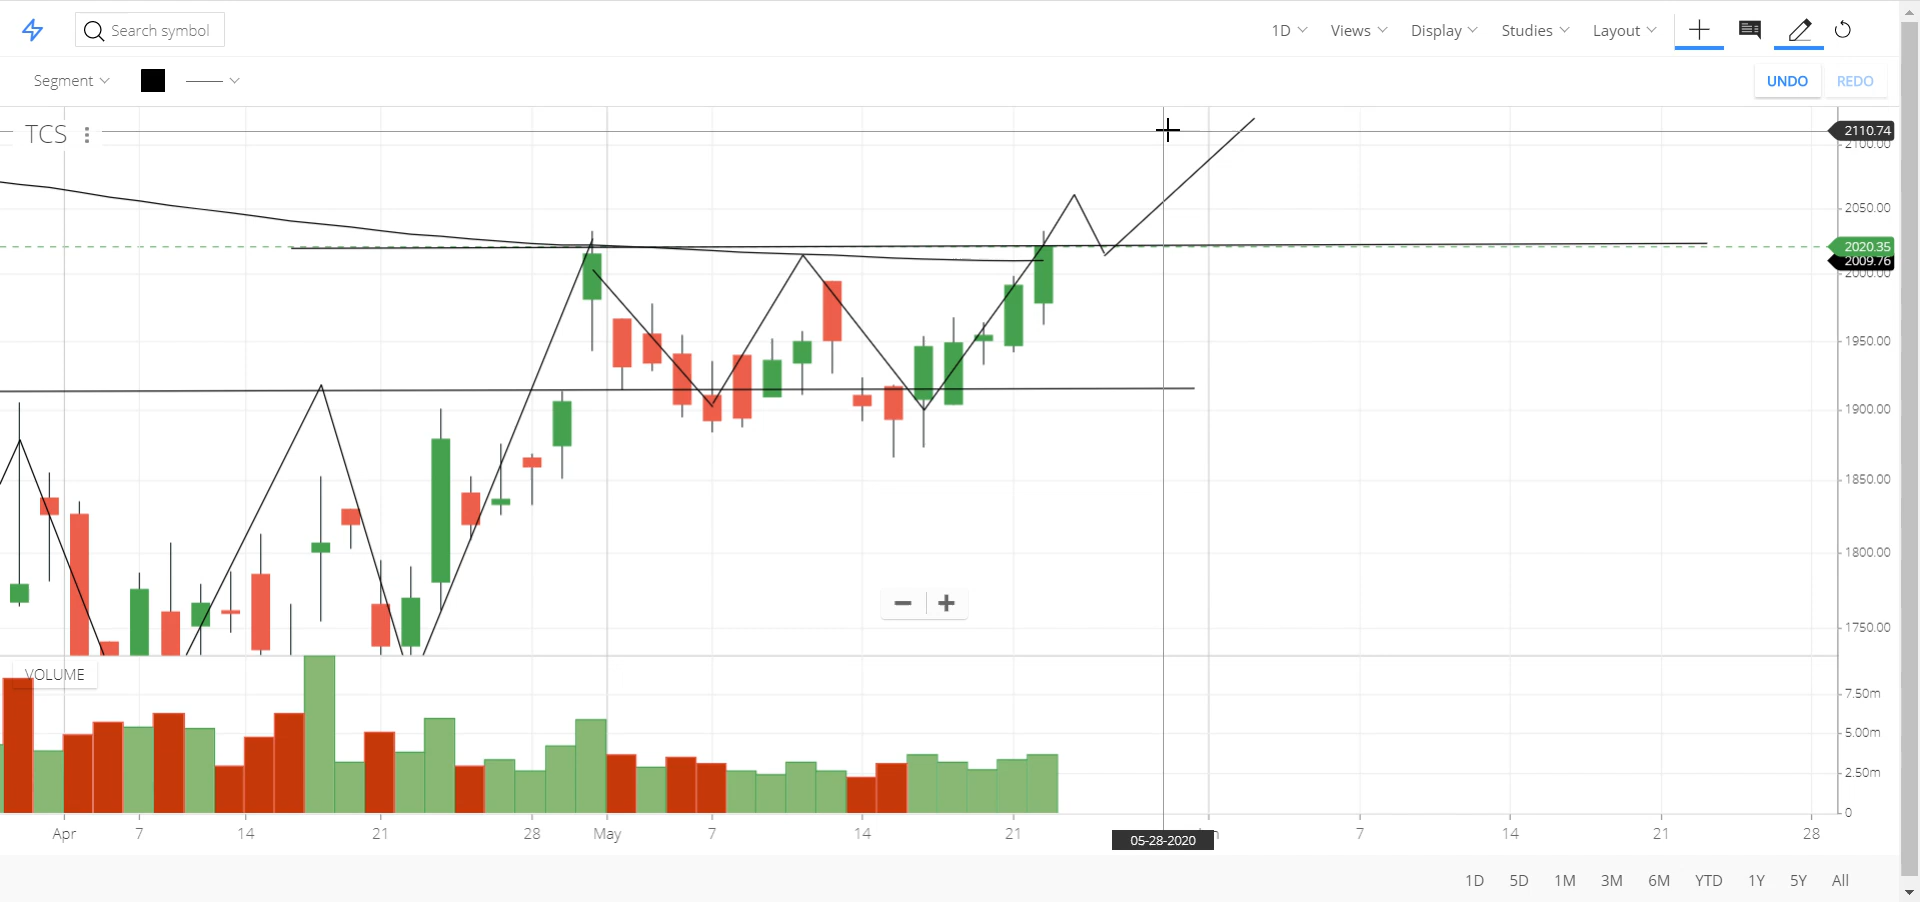 Search symbol 1D Views Display Studies Layout
Segment UNDO REDO
TCS
2110.74
2100.00
2050.00
2020.35
2009.76
2000.00
1950.00
1900.00
1850.00
1800.00
1750.00
VOLUME
7.50m
5.00m
2.50m
0
Apr 7 14 21 28 May 7 14 21 7 14 21 28
05-28-2020
1D 5D 1M 3M 6M YTD 1Y 5Y All